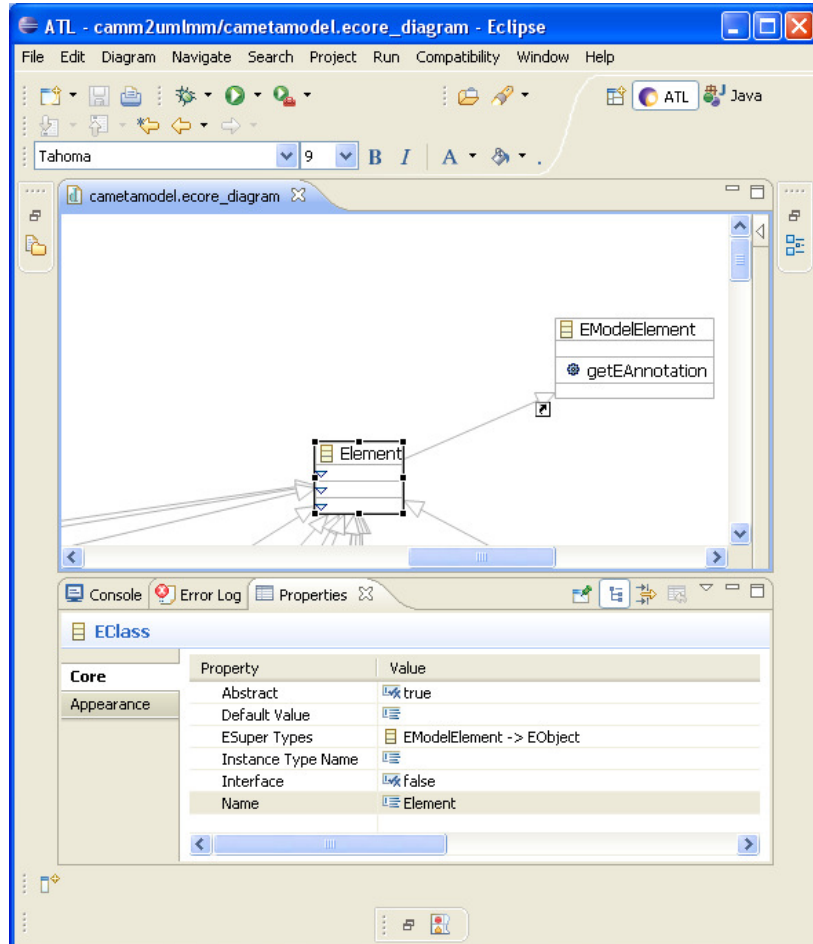 ATL - camm2umlmm/cametamodel.ecore_diagram - Eclipse
File Edit Diagram Navigate Search Project Run Compatibility Window Help
ATL Java
Tahoma 9 B I A
cametamodel.ecore_diagram
EModelElement
getEAnnotation
Element
Console Error Log Properties
EClass
Core
Appearance
Property Value
Abstract true
Default Value
ESuper Types EModelElement -> EObject
Instance Type Name
Interface false
Name Element